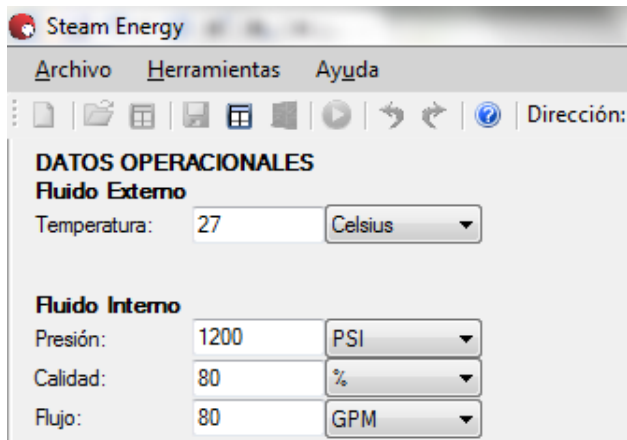 Steam Energy
Archivo Herramientas Ayuda
Dirección:
DATOS OPERACIONALES
Fluido Externo
Temperatura: 27 Celsius
Fluido Interno
Presión: 1200 PSI
Calidad: 80 %
Flujo: 80 GPM